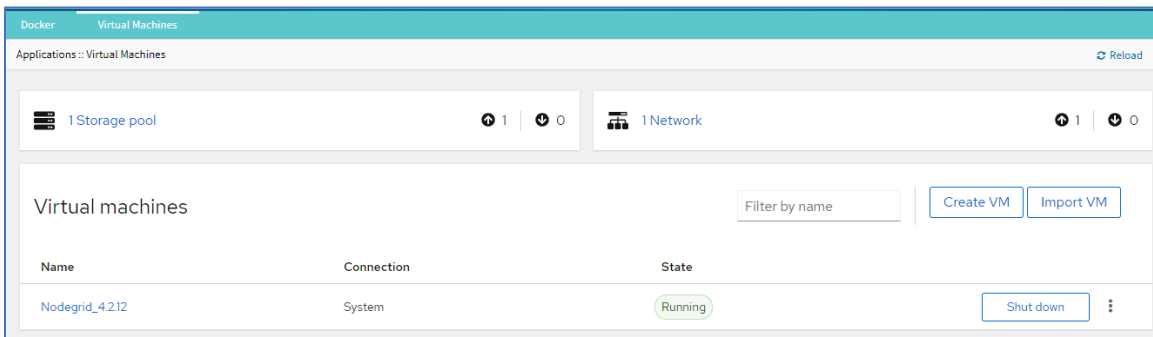 Docker Virtual Machines
Applications :: Virtual Machines Reload
1 Storage pool 1 0 1 Network 1 0
Virtual machines Filter by name Create VM Import VM
Name Connection State
Nodegrid_4.2.12 System Running Shut down